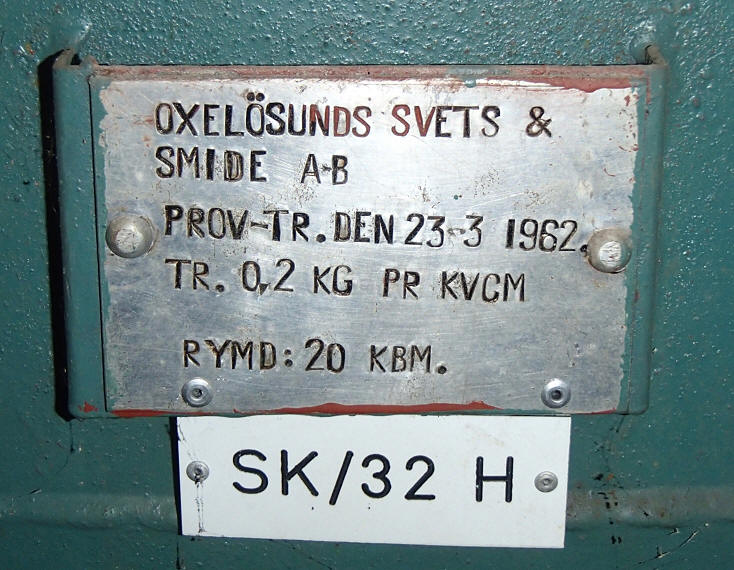 OXELÖSUNDS SVETS &
SMIDE A-B
PROV-TR. DEN 23-3 1962.
TR. 0,2 KG PR KVCM
RYMD: 20 KBM.
SK/32 H